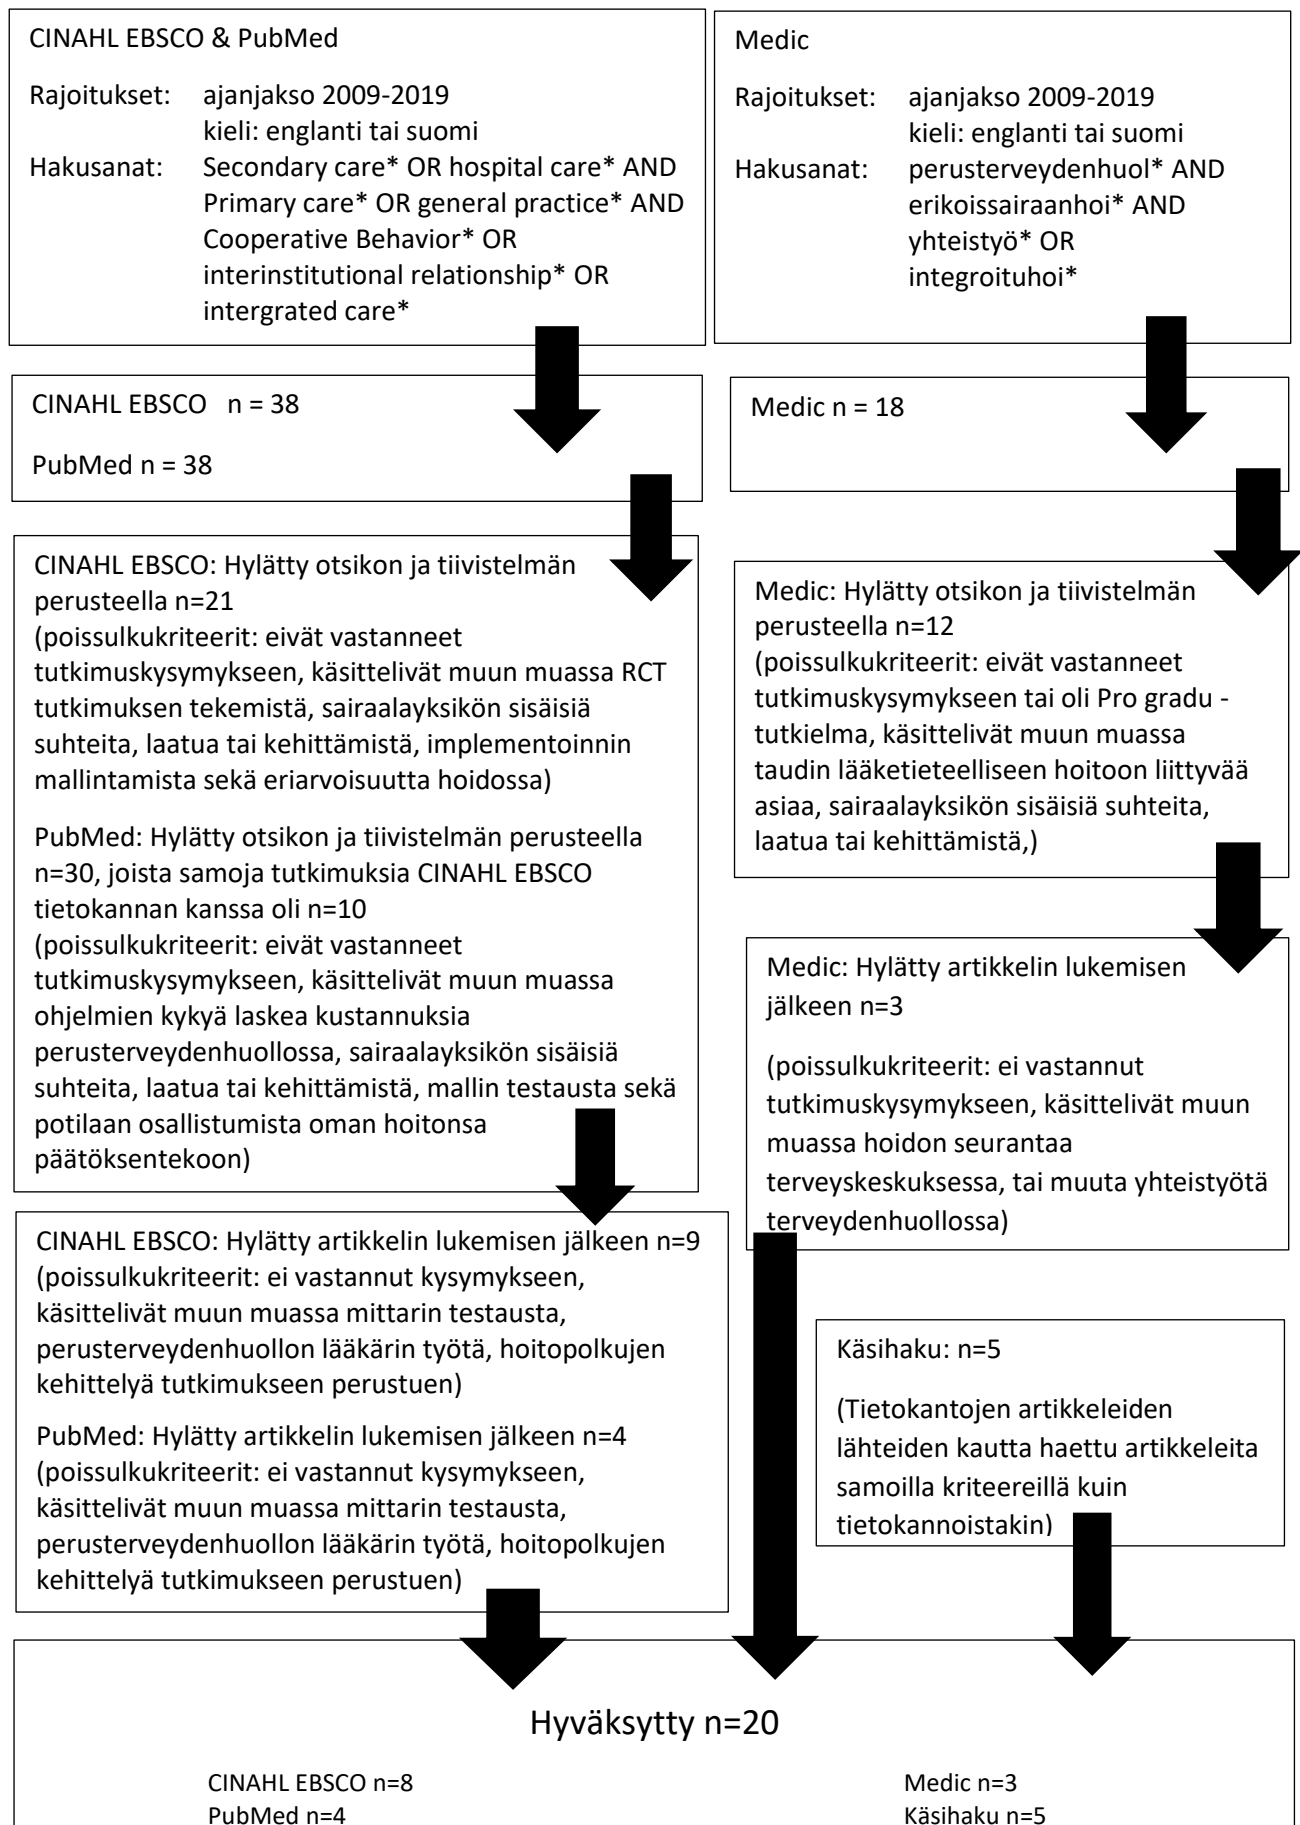 CINAHL EBSCO & PubMed
Rajoitukset: ajanjakso 2009-2019
kieli: englanti tai suomi
Hakusanat: Secondary care* OR hospital care* AND
Primary care* OR general practice* AND
Cooperative Behavior* OR
interinstitutional relationship* OR
intergrated care*
Medic
Rajoitukset: ajanjakso 2009-2019
kieli: englanti tai suomi
Hakusanat: perusterveydenhuol* AND
erikoissairaanhoi* AND
yhteistyö* OR
integroituhoi*
CINAHL EBSCO n = 38
PubMed n = 38
Medic n = 18
CINAHL EBSCO: Hylätty otsikon ja tiivistelmän
perusteella n=21
(poissulkukriteerit: eivät vastanneet
tutkimuskysymykseen, käsittelivät muun muassa RCT
tutkimuksen tekemistä, sairaalayksikön sisäisiä
suhteita, laatua tai kehittämistä, implementoinnin
mallintamista sekä eriarvoisuutta hoidossa)
PubMed: Hylätty otsikon ja tiivistelmän perusteella
n=30, joista samoja tutkimuksia CINAHL EBSCO
tietokannan kanssa oli n=10
(poissulkukriteerit: eivät vastanneet
tutkimuskysymykseen, käsittelivät muun muassa
ohjelmien kykyä laskea kustannuksia
perusterveydenhuollossa, sairaalayksikön sisäisiä
suhteita, laatua tai kehittämistä, mallin testausta sekä
potilaan osallistumista oman hoitonsa
päätöksentekoon)
Medic: Hylätty otsikon ja tiivistelmän
perusteella n=12
(poissulkukriteerit: eivät vastanneet
tutkimuskysymykseen tai oli Pro gradu -
tutkielma, käsittelivät muun muassa
taudin lääketieteelliseen hoitoon liittyvää
asiaa, sairaalayksikön sisäisiä suhteita,
laatua tai kehittämistä,)
Medic: Hylätty artikkelin lukemisen
jälkeen n=3
(poissulkukriteerit: ei vastannut
tutkimuskysymykseen, käsittelivät muun
muassa hoidon seurantaa
terveyskeskuksessa, tai muuta yhteistyötä
terveydenhuollossa)
CINAHL EBSCO: Hylätty artikkelin lukemisen jälkeen n=9
(poissulkukriteerit: ei vastannut kysymykseen,
käsittelivät muun muassa mittarin testausta,
perusterveydenhuollon lääkärin työtä, hoitopolkujen
kehittelyä tutkimukseen perustuen)
PubMed: Hylätty artikkelin lukemisen jälkeen n=4
(poissulkukriteerit: ei vastannut kysymykseen,
käsittelivät muun muassa mittarin testausta,
perusterveydenhuollon lääkärin työtä, hoitopolkujen
kehittelyä tutkimukseen perustuen)
Käsihaku: n=5
(Tietokantojen artikkeleiden
lähteiden kautta haettu artikkeleita
samoilla kriteereillä kuin
tietokannoistakin)
Hyväksytty n=20
CINAHL EBSCO n=8
PubMed n=4
Medic n=3
Käsihaku n=5